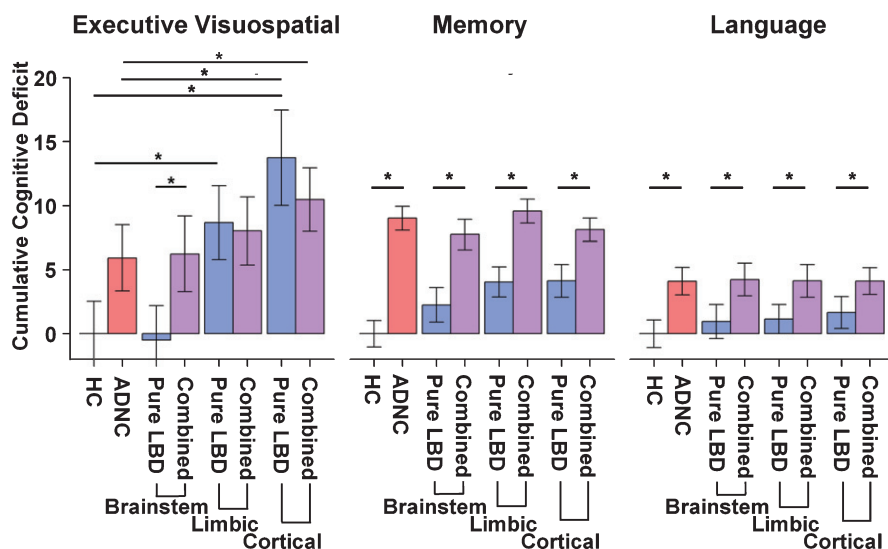 Executive Visuospatial
Memory
Language
Cumulative Cognitive Deficit
20
15
10
5
0
*
*
*
*
*
*
*
*
*
*
*
*
*
HC
ADNC
Pure LBD
Combined
Pure LBD
Combined
Pure LBD
Combined
Brainstem
Limbic
Cortical
HC
ADNC
Pure LBD
Combined
Pure LBD
Combined
Pure LBD
Combined
Brainstem
Limbic
Cortical
HC
ADNC
Pure LBD
Combined
Pure LBD
Combined
Pure LBD
Combined
Brainstem
Limbic
Cortical